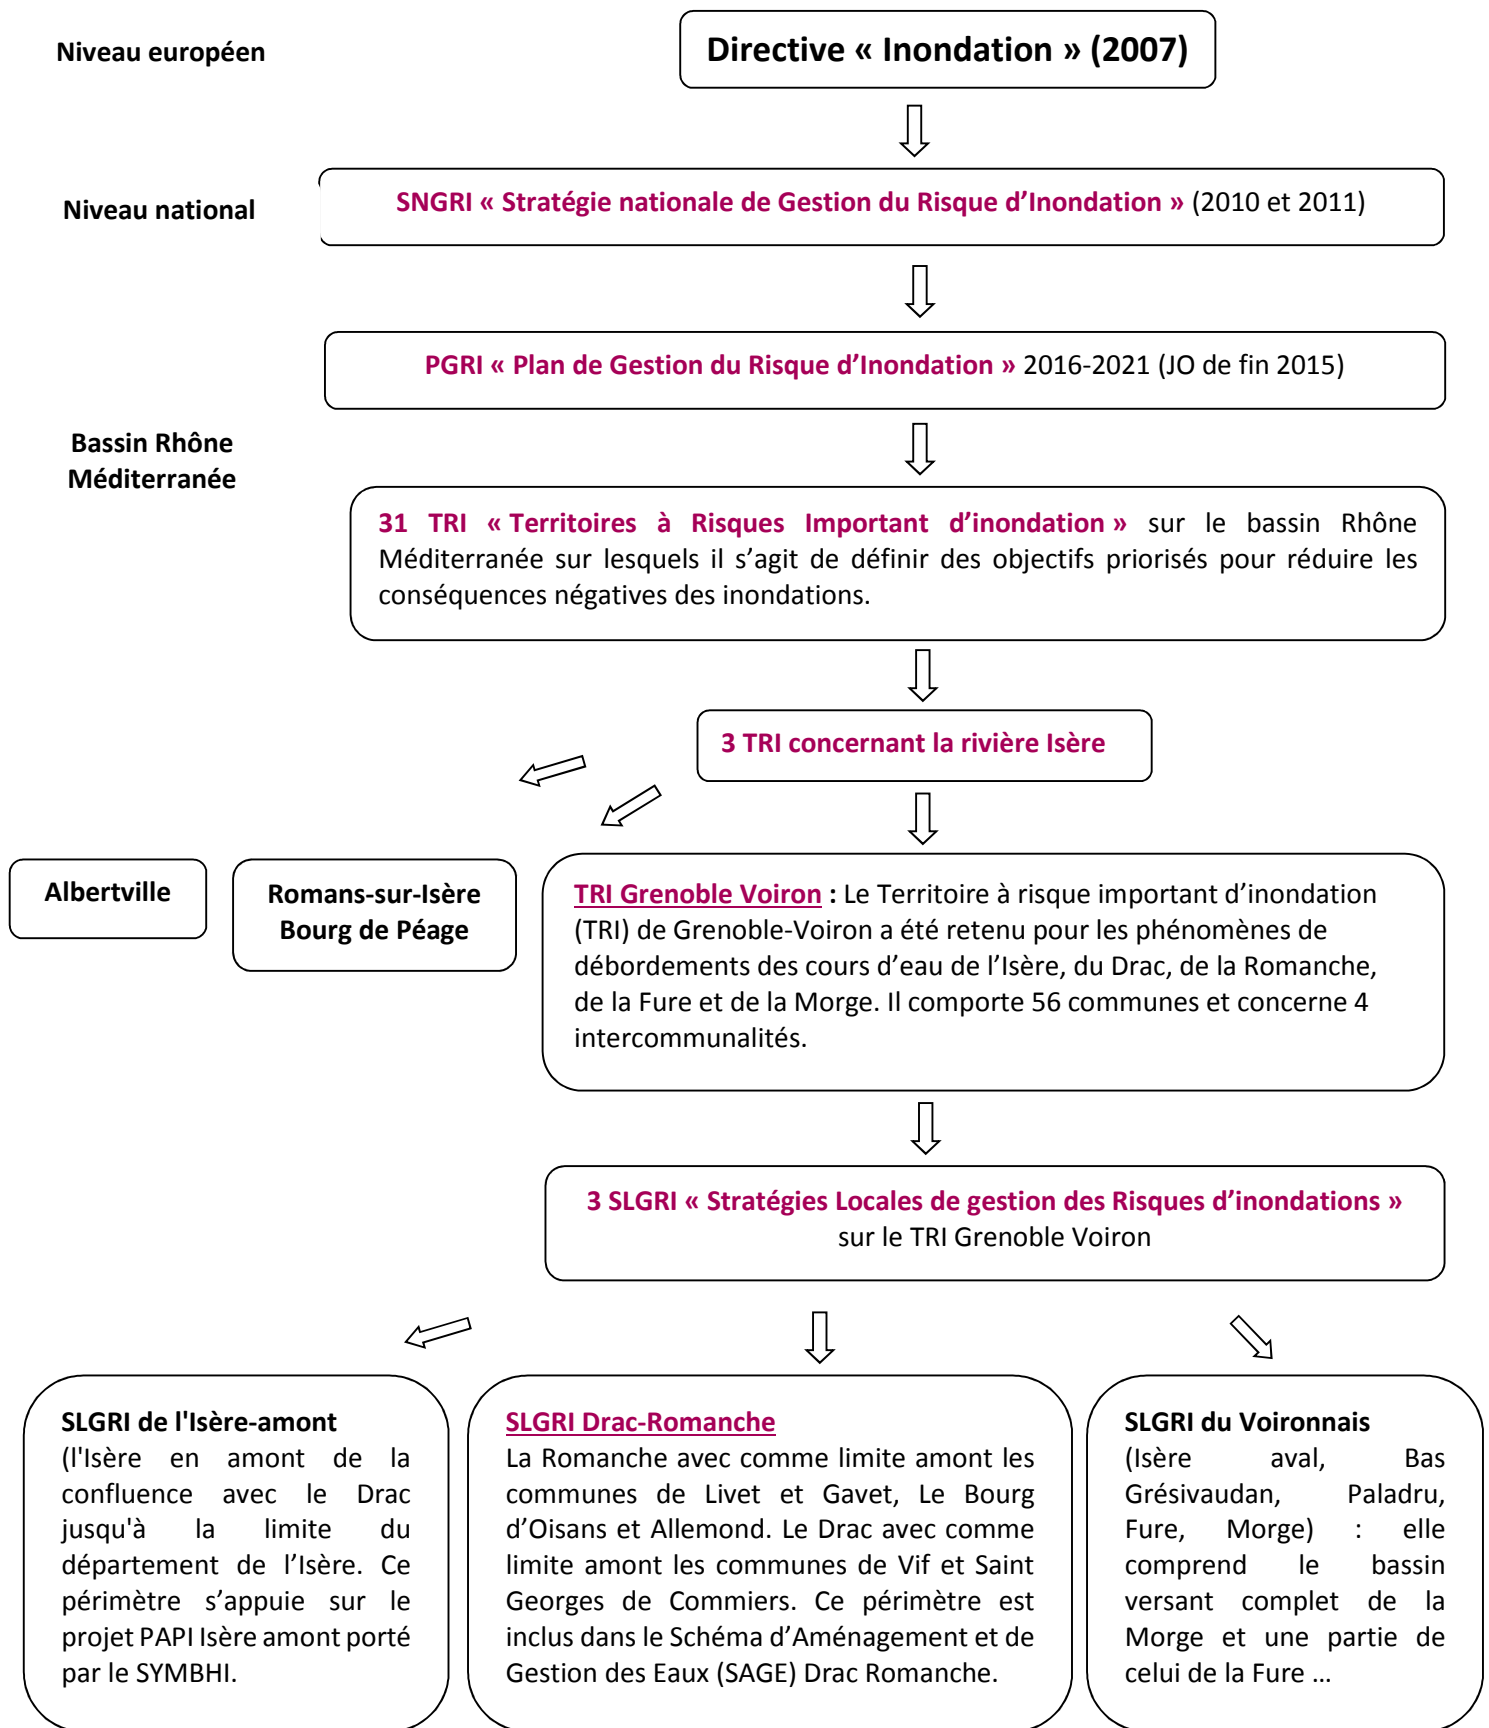 Niveau européen
Directive « Inondation » (2007)
Niveau national
SNGRI « Stratégie nationale de Gestion du Risque d’Inondation » (2010 et 2011)
PGRI « Plan de Gestion du Risque d’Inondation » 2016-2021 (JO de fin 2015)
Bassin Rhône
Méditerranée
31 TRI « Territoires à Risques Important d’inondation » sur le bassin Rhône
Méditerranée sur lesquels il s’agit de définir des objectifs priorisés pour réduire les
conséquences négatives des inondations.
3 TRI concernant la rivière Isère
Albertville
Romans-sur-Isère
Bourg de Péage
TRI Grenoble Voiron : Le Territoire à risque important d’inondation
(TRI) de Grenoble-Voiron a été retenu pour les phénomènes de
débordements des cours d’eau de l’Isère, du Drac, de la Romanche,
de la Fure et de la Morge. Il comporte 56 communes et concerne 4
intercommunalités.
3 SLGRI « Stratégies Locales de gestion des Risques d’inondations »
sur le TRI Grenoble Voiron
SLGRI de l'Isère-amont
(l'Isère en amont de la
confluence avec le Drac
jusqu'à la limite du
département de l’Isère. Ce
périmètre s’appuie sur le
projet PAPI Isère amont porté
par le SYMBHI.
SLGRI Drac-Romanche
La Romanche avec comme limite amont les
communes de Livet et Gavet, Le Bourg
d’Oisans et Allemond. Le Drac avec comme
limite amont les communes de Vif et Saint
Georges de Commiers. Ce périmètre est
inclus dans le Schéma d’Aménagement et de
Gestion des Eaux (SAGE) Drac Romanche.
SLGRI du Voironnais
(Isère aval, Bas
Grésivaudan, Paladru,
Fure, Morge) : elle
comprend le bassin
versant complet de la
Morge et une partie de
celui de la Fure …